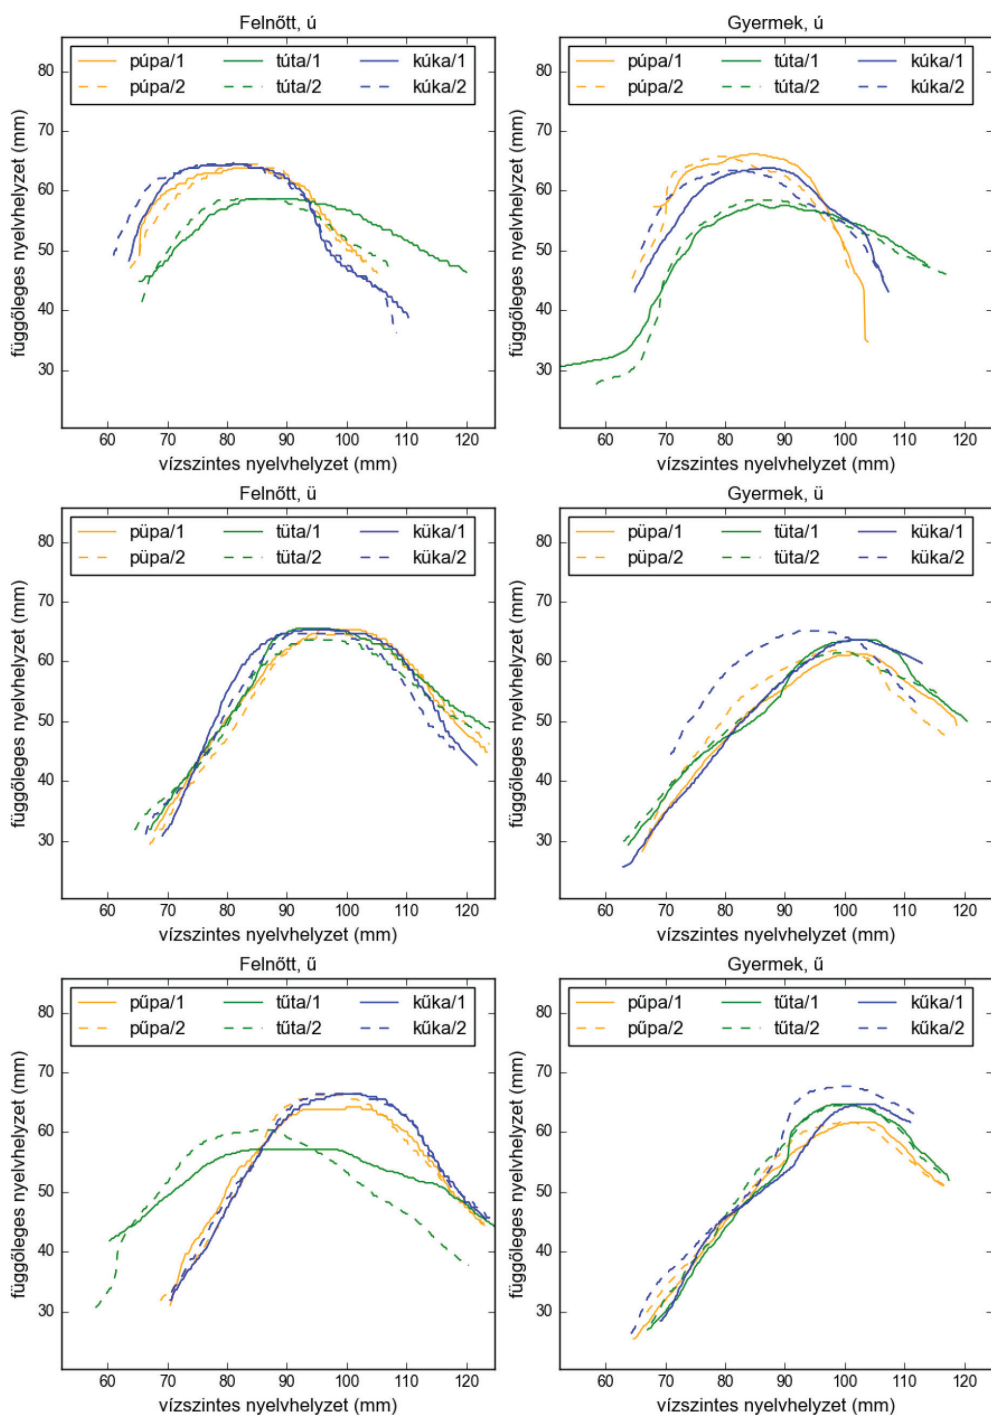 Felnőtt, ú
függőleges nyelvhelyzet (mm)
80
70
60
50
40
30
púpa/1 túta/1 kúka/1
púpa/2 túta/2 kúka/2
60 70 80 90 100 110 120
vízszintes nyelvhelyzet (mm)
Gyermek, ú
függőleges nyelvhelyzet (mm)
80
70
60
50
40
30
púpa/1 túta/1 kúka/1
púpa/2 túta/2 kúka/2
60 70 80 90 100 110 120
vízszintes nyelvhelyzet (mm)
Felnőtt, ü
függőleges nyelvhelyzet (mm)
80
70
60
50
40
30
püpa/1 tüta/1 küka/1
püpa/2 tüta/2 küka/2
60 70 80 90 100 110 120
vízszintes nyelvhelyzet (mm)
Gyermek, ü
függőleges nyelvhelyzet (mm)
80
70
60
50
40
30
püpa/1 tüta/1 küka/1
püpa/2 tüta/2 küka/2
60 70 80 90 100 110 120
vízszintes nyelvhelyzet (mm)
Felnőtt, ű
függőleges nyelvhelyzet (mm)
80
70
60
50
40
30
pűpa/1 tűta/1 kűka/1
pűpa/2 tűta/2 kűka/2
60 70 80 90 100 110 120
vízszintes nyelvhelyzet (mm)
Gyermek, ű
függőleges nyelvhelyzet (mm)
80
70
60
50
40
30
pűpa/1 tűta/1 kűka/1
pűpa/2 tűta/2 kűka/2
60 70 80 90 100 110 120
vízszintes nyelvhelyzet (mm)